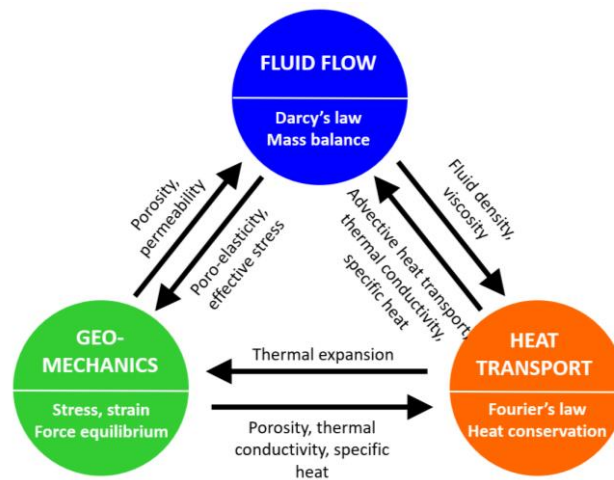 FLUID FLOW
Darcy's law
Mass balance
Porosity,
permeability
Poro-elasticity,
effective stress
Fluid density,
viscosity
Advective heat transport,
thermal conductivity,
specific heat
GEO-
MECHANICS
Stress, strain
Force equilibrium
Thermal expansion
Porosity, thermal
conductivity, specific
heat
HEAT
TRANSPORT
Fourier's law
Heat conservation